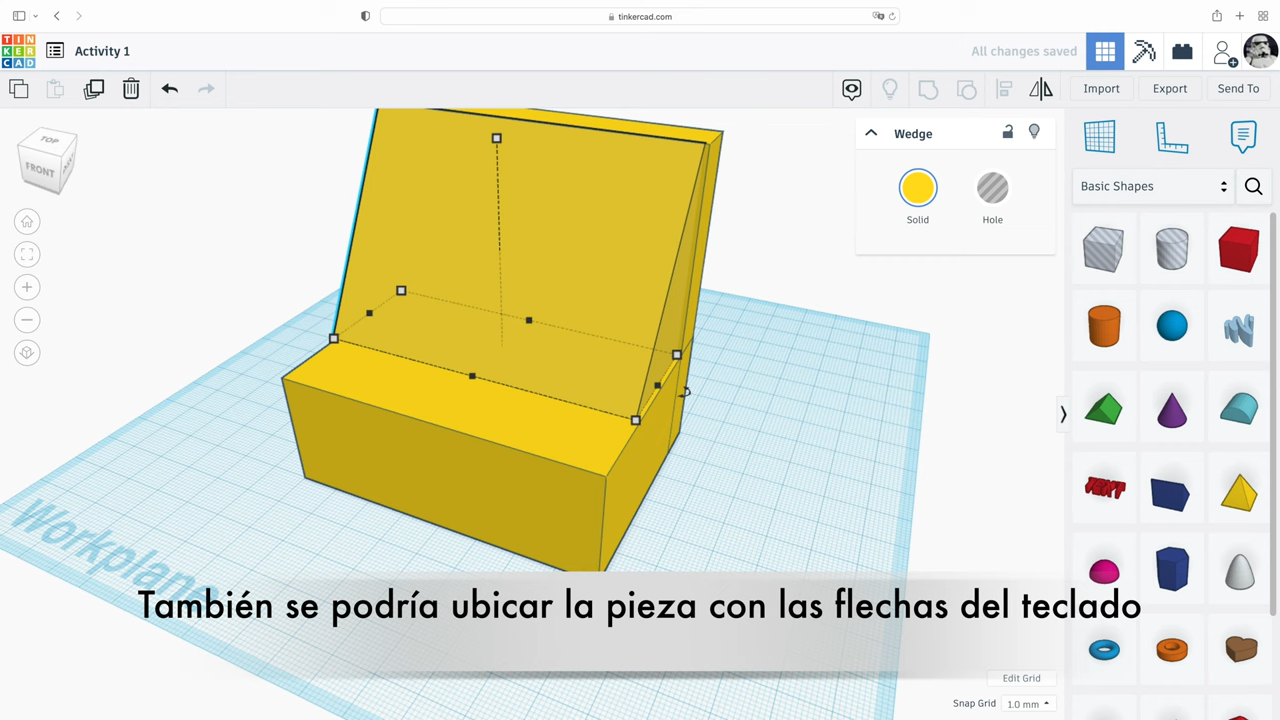 tinkercad.com
TIN
KER
CAD
Activity 1
All changes saved
Import
Export
Send To
TOP
FRONT
Wedge
Solid
Hole
Basic Shapes
TEXT
Workplane
También se podría ubicar la pieza con las flechas del teclado
Edit Grid
Snap Grid
1.0 mm